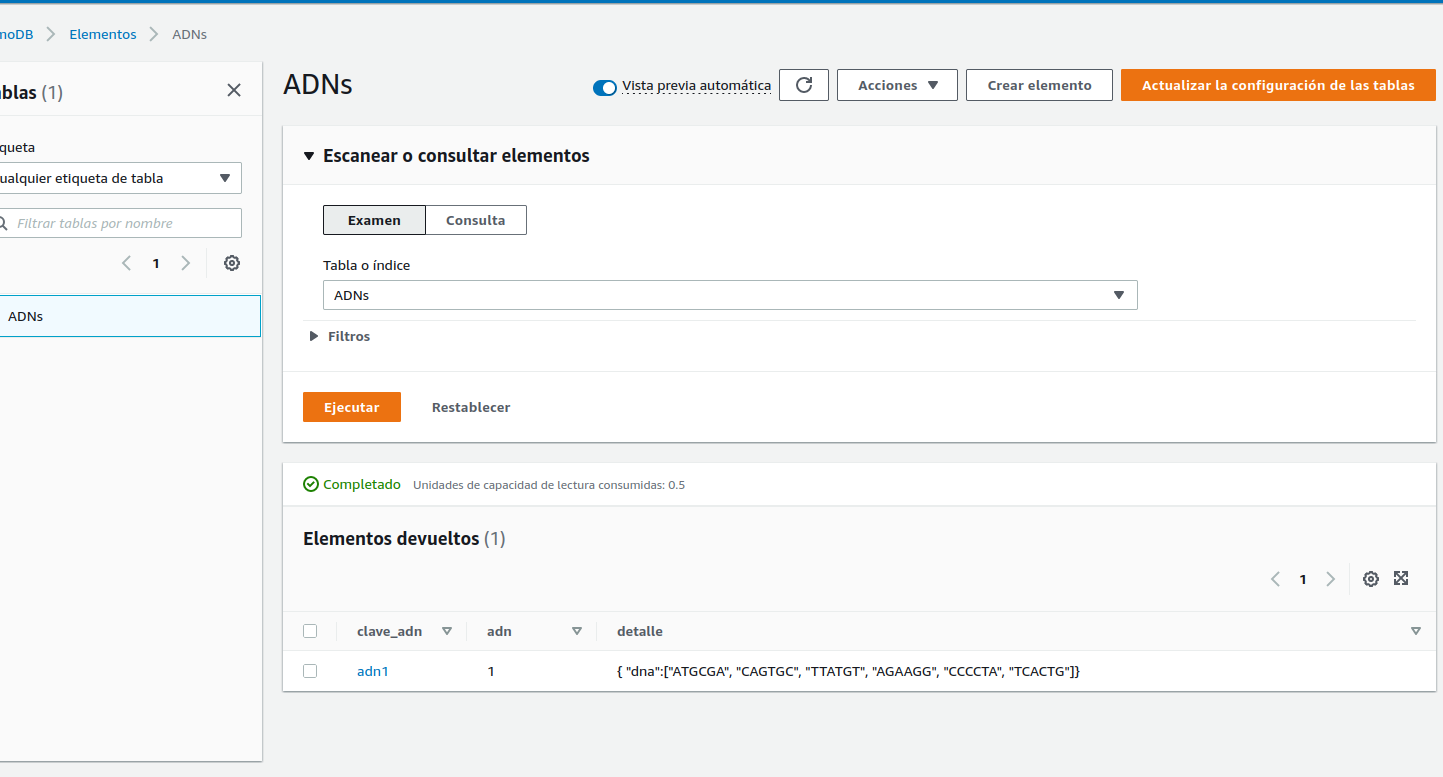 noDB > Elementos > ADNs
ablas (1)
queta
ualquier etiqueta de tabla
Filtrar tablas por nombre
1
ADNs
ADNs
Vista previa automática
Acciones
Crear elemento
Actualizar la configuración de las tablas
Escanear o consultar elementos
Examen
Consulta
Tabla o índice
ADNs
Filtros
Ejecutar
Restablecer
Completado
Unidades de capacidad de lectura consumidas: 0.5
Elementos devueltos (1)
1
clave_adn adn detalle
adn1 1 { "dna":["ATGCGA", "CAGTGC", "TTATGT", "AGAAGG", "CCCCTA", "TCACTG"]}